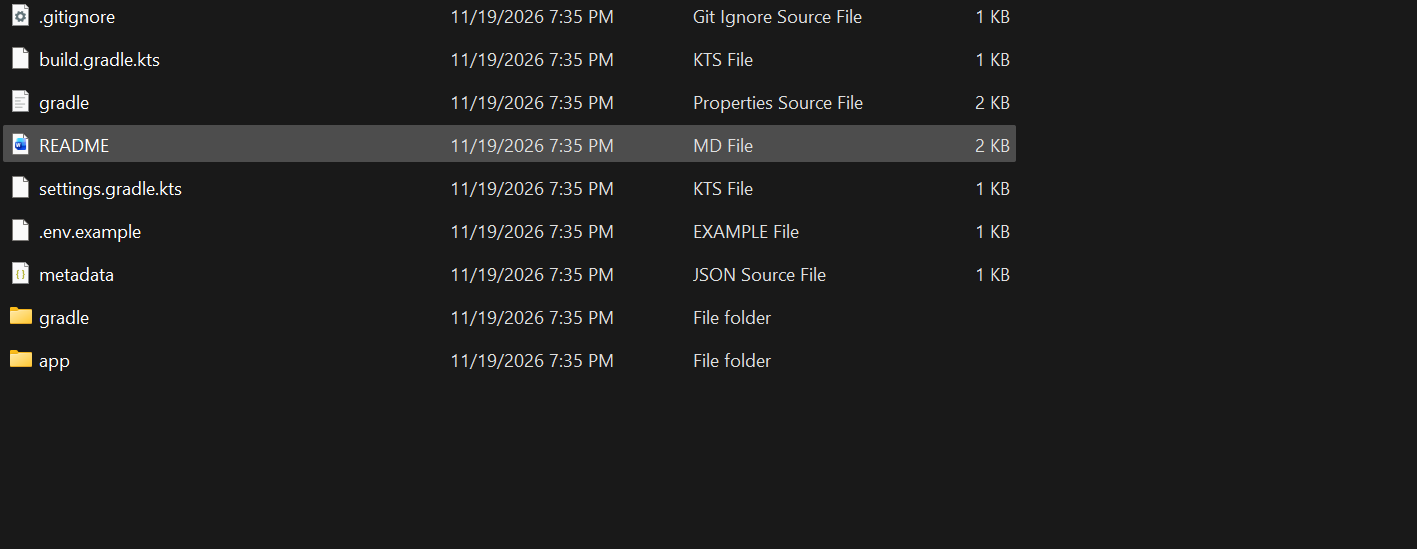 .gitignore 11/19/2026 7:35 PM Git Ignore Source File 1 KB
build.gradle.kts 11/19/2026 7:35 PM KTS File 1 KB
gradle 11/19/2026 7:35 PM Properties Source File 2 KB
README 11/19/2026 7:35 PM MD File 2 KB
settings.gradle.kts 11/19/2026 7:35 PM KTS File 1 KB
.env.example 11/19/2026 7:35 PM EXAMPLE File 1 KB
metadata 11/19/2026 7:35 PM JSON Source File 1 KB
gradle 11/19/2026 7:35 PM File folder
app 11/19/2026 7:35 PM File folder